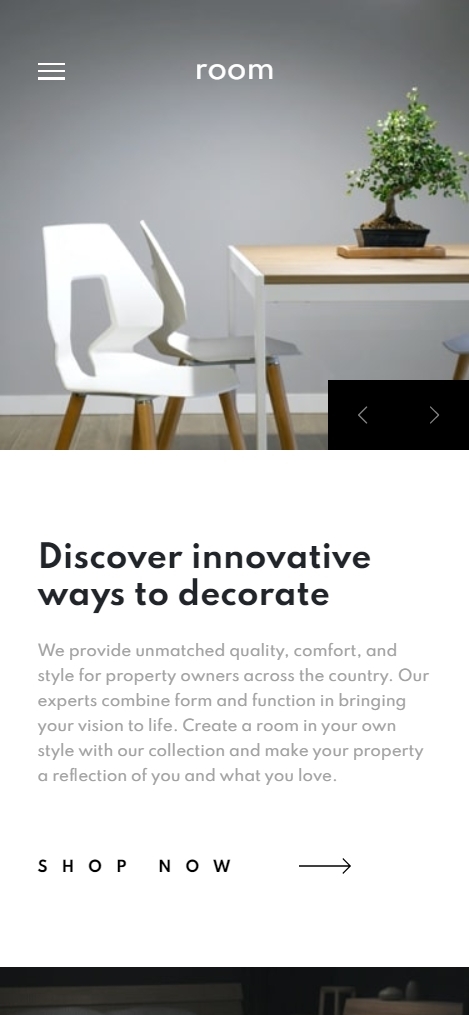 room
Discover innovative
ways to decorate
We provide unmatched quality, comfort, and
style for property owners across the country. Our
experts combine form and function in bringing
your vision to life. Create a room in your own
style with our collection and make your property
a reflection of you and what you love.
SHOP NOW